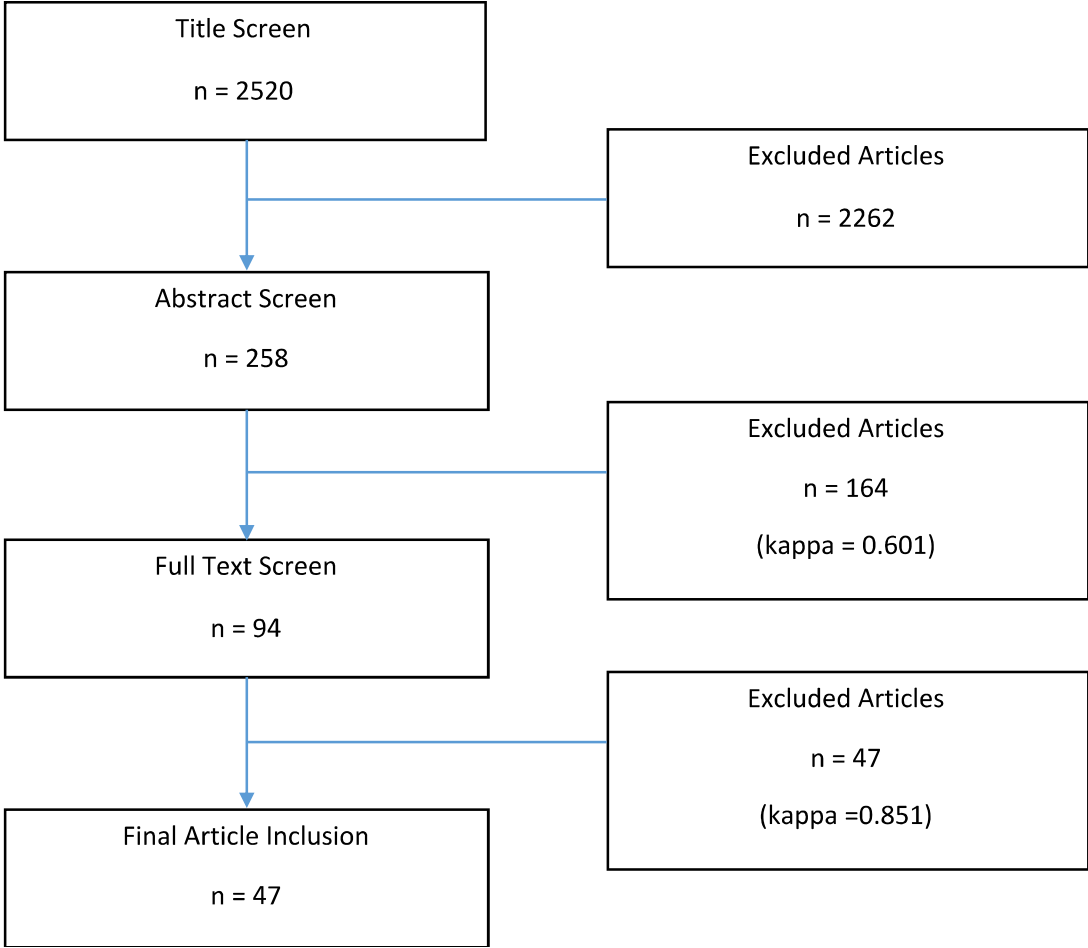 Title Screen
n = 2520
Excluded Articles
n = 2262
Abstract Screen
n = 258
Excluded Articles
n = 164
(kappa = 0.601)
Full Text Screen
n = 94
Excluded Articles
n = 47
(kappa =0.851)
Final Article Inclusion
n = 47